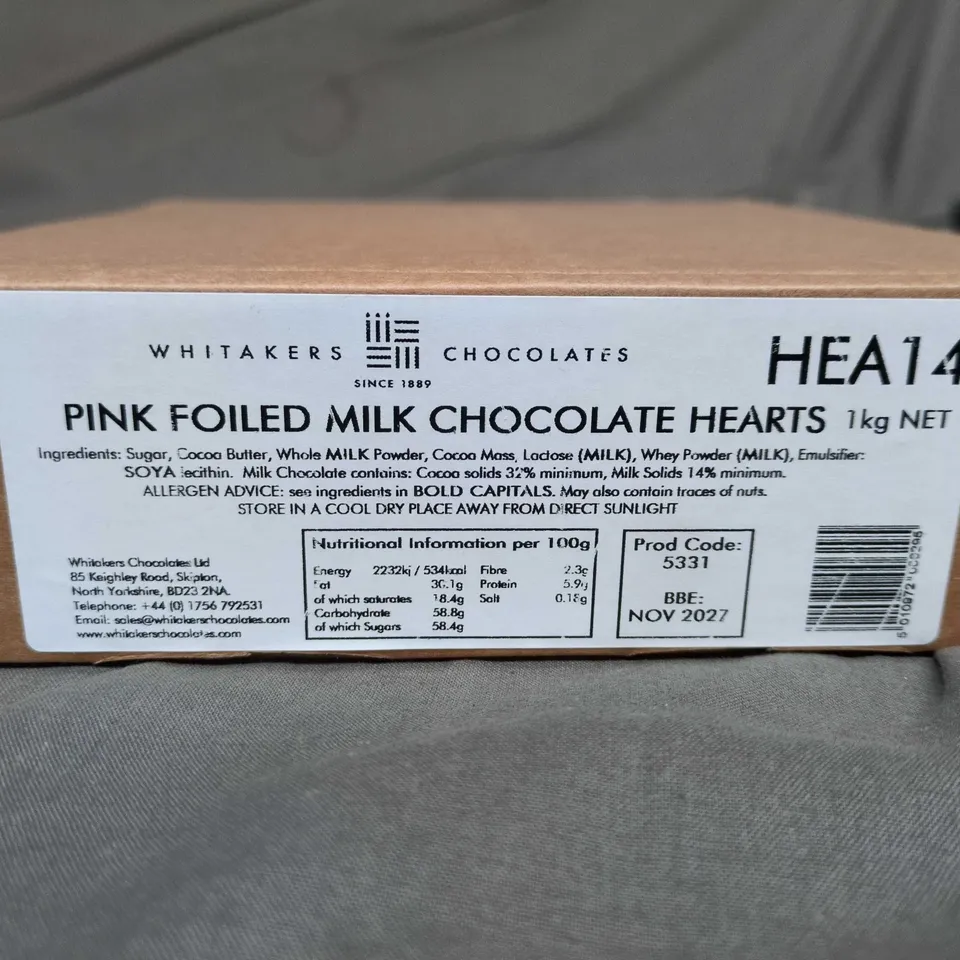 WHITAKERS CHOCOLATES
SINCE 1889
HEA14
PINK FOILED MILK CHOCOLATE HEARTS 1kg NET
Ingredients: Sugar, Cocoa Butter, Whole MILK Powder, Cocoa Mass, Lactose (MILK), Whey Powder (MILK), Emulsifier:
SOYA lecithin. Milk Chocolate contains: Cocoa solids 32% minimum, Milk Solids 14% minimum.
ALLERGEN ADVICE: see ingredients in BOLD CAPITALS. May also contain traces of nuts.
STORE IN A COOL DRY PLACE AWAY FROM DIRECT SUNLIGHT
Whitakers Chocolates Ltd
85 Keighley Road, Skipton,
North Yorkshire, BD23 2NA.
Telephone: +44 (0) 1756 792531
Email: sales@whitakerschocolates.com
www.whitakerschocolates.com
Nutritional Information per 100g
Energy 2232kj / 534kcal Fibre 2.3g
Fat 30.1g Protein 5.9g
of which saturates 18.4g Salt 0.18g
Carbohydrate 58.8g
of which Sugars 58.4g
Prod Code:
5331
BBE:
NOV 2027